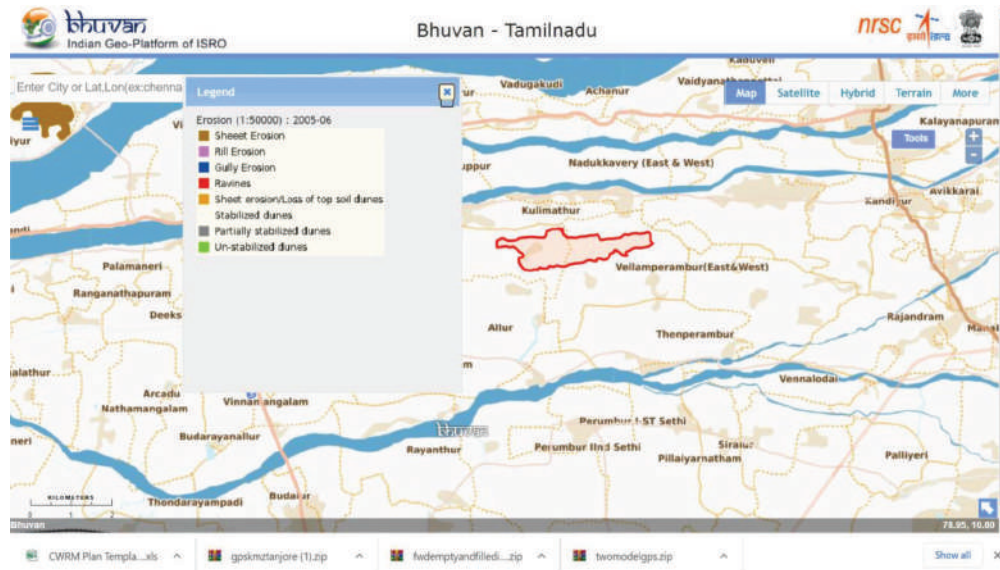 bhuvan
Indian Geo-Platform of ISRO
Bhuvan - Tamilnadu
nrsc
Enter City or Lat,Lon(ex:chenna
Legend
Vadugakudi
Achanur
Map
Satellite
Hybrid
Terrain
More
Kalayanapuran
Tools
Erosion (1:50000) : 2005-06
Sheeet Erosion
Rill Erosion
Gully Erosion
Ravines
Sheet erosion/Loss of top soil dunes
Stabilized dunes
Partially stabilized dunes
Un-stabilized dunes
Nadukkavery (East & West)
Avikkarai
Kulimathur
Palamaneri
Vellamperambur(East&West)
Ranganathapuram
Deeks
Allur
Thenperambur
Rajandram
alathur
Arcadu
Nathamangalam
Vennalodai
Perumbur I-ST Sethi
Budarayanallur
Rayanthur
Perumbur IInd Sethi
Pillaiyarnatham
Palliyeri
KILOMETERS
Thondarayampadi
Bhuvan
78.95, 10.80
CWRM Plan Templa....xls
gpskmztanjore (1).zip
fwdemptyandfilledi....zip
twomodelgps.zip
Show all